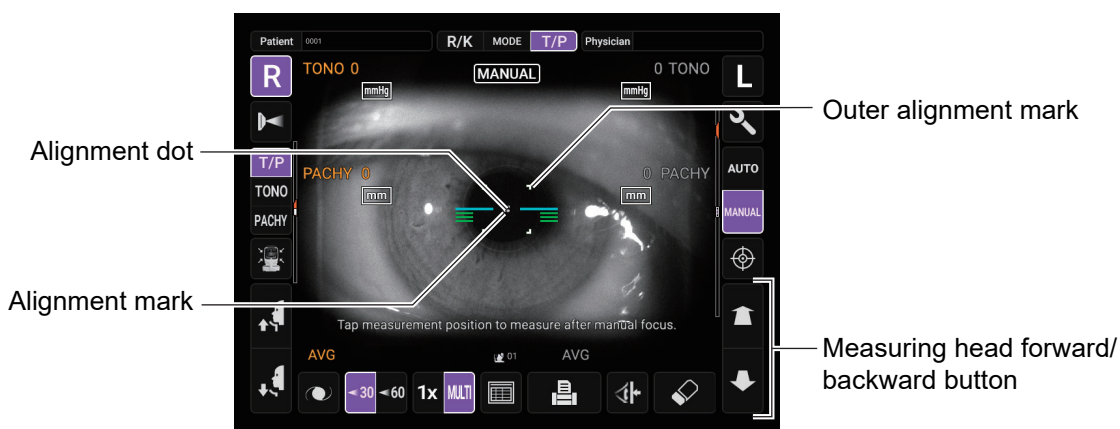 Patient 0001 R/K MODE T/P Physician
R TONO 0 MANUAL 0 TONO L
mmHg mmHg
Outer alignment mark
Alignment dot
T/P PACHY 0 0 PACHY AUTO
TONO mm mm
MANUAL
PACHY
Alignment mark
Tap measurement position to measure after manual focus.
AVG 01 AVG
Measuring head forward/
backward button
30 60 1x MULTI